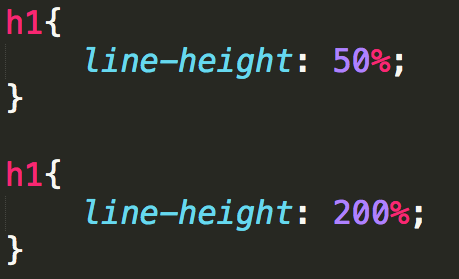 h1{
line-height: 50%;
}
h1{
line-height: 200%;
}